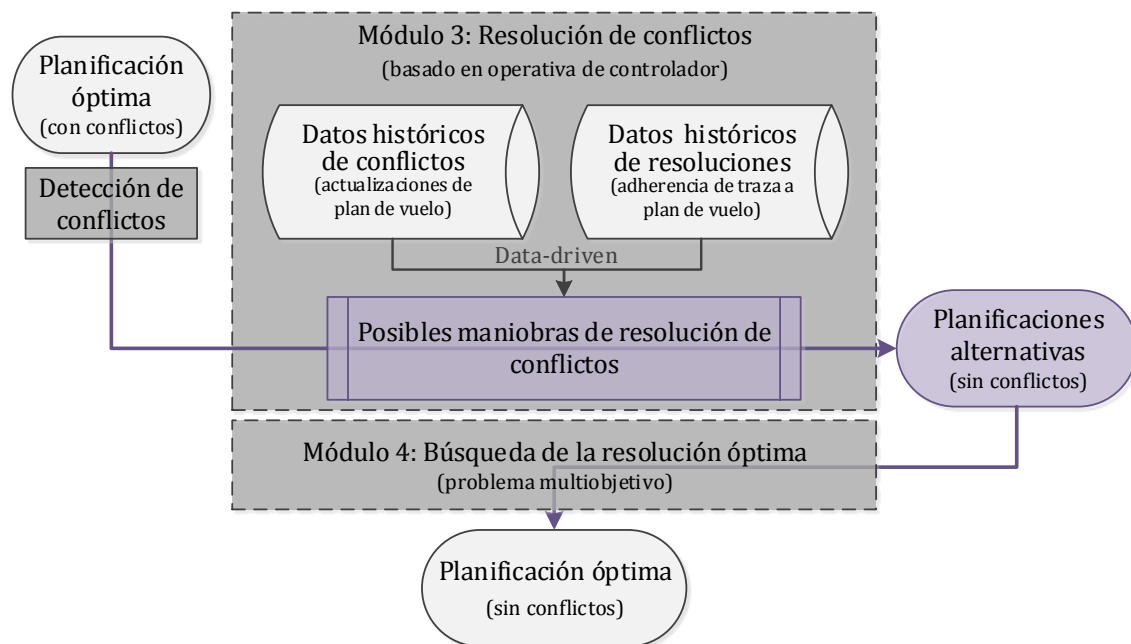 Módulo 3: Resolución de conflictos
(basado en operativa de controlador)
Planificación
óptima
(con conflictos)
Detección de
conflictos
Datos históricos
de conflictos
(actualizaciones de
plan de vuelo)
Datos históricos
de resoluciones
(adherencia de traza a
plan de vuelo)
Data-driven
Posibles maniobras de resolución de
conflictos
Planificaciones
alternativas
(sin conflictos)
Módulo 4: Búsqueda de la resolución óptima
(problema multiobjetivo)
Planificación óptima
(sin conflictos)